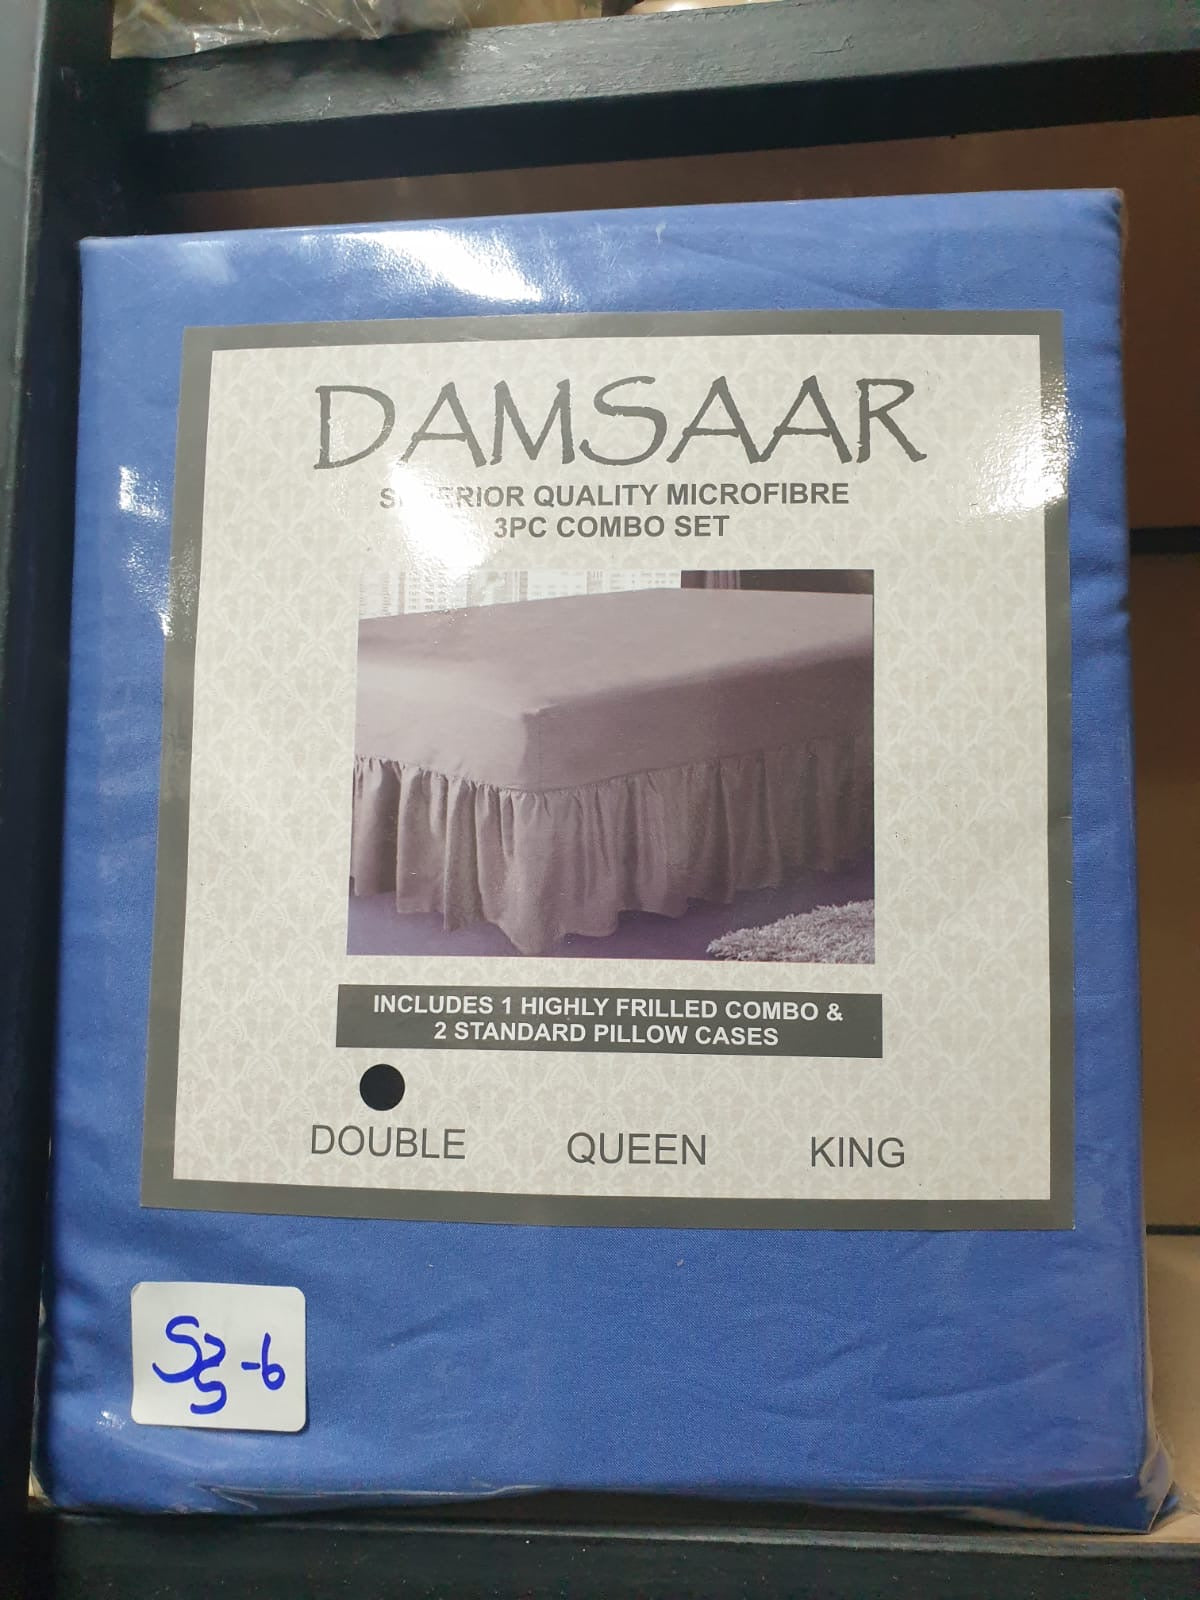 DAMSAAR
QUALITY MICROFIBRE
3PC COMBO SET
INCLUDES 1 HIGHLY FRILLED COMBO &
2 STANDARD PILLOW CASES
DOUBLE QUEEN KING